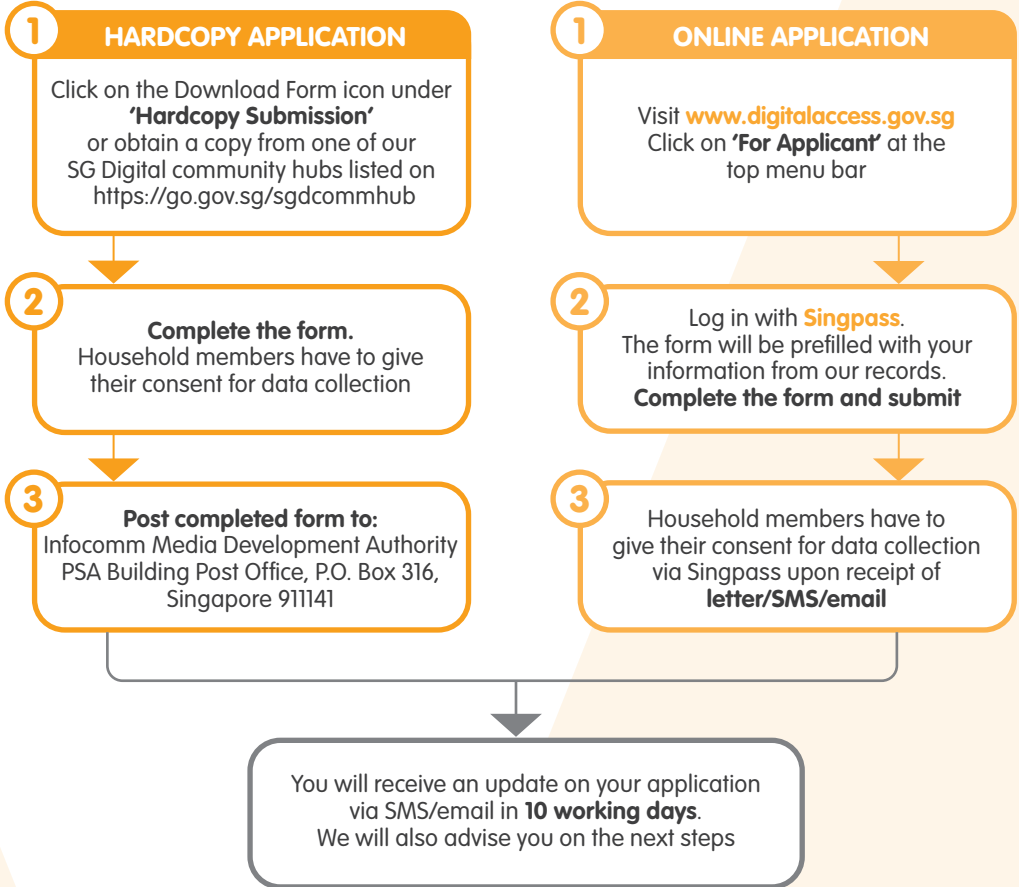 1
HARDCOPY APPLICATION
Click on the Download Form icon under
'Hardcopy Submission'
or obtain a copy from one of our
SG Digital community hubs listed on
https://go.gov.sg/sgdcommhub
2
Complete the form.
Household members have to give
their consent for data collection
3
Post completed form to:
Infocomm Media Development Authority
PSA Building Post Office, P.O. Box 316,
Singapore 911141
1
ONLINE APPLICATION
Visit www.digitalaccess.gov.sg
Click on 'For Applicant' at the
top menu bar
2
Log in with Singpass.
The form will be prefilled with your
information from our records.
Complete the form and submit
3
Household members have to
give their consent for data collection
via Singpass upon receipt of
letter/SMS/email
You will receive an update on your application
via SMS/email in 10 working days.
We will also advise you on the next steps